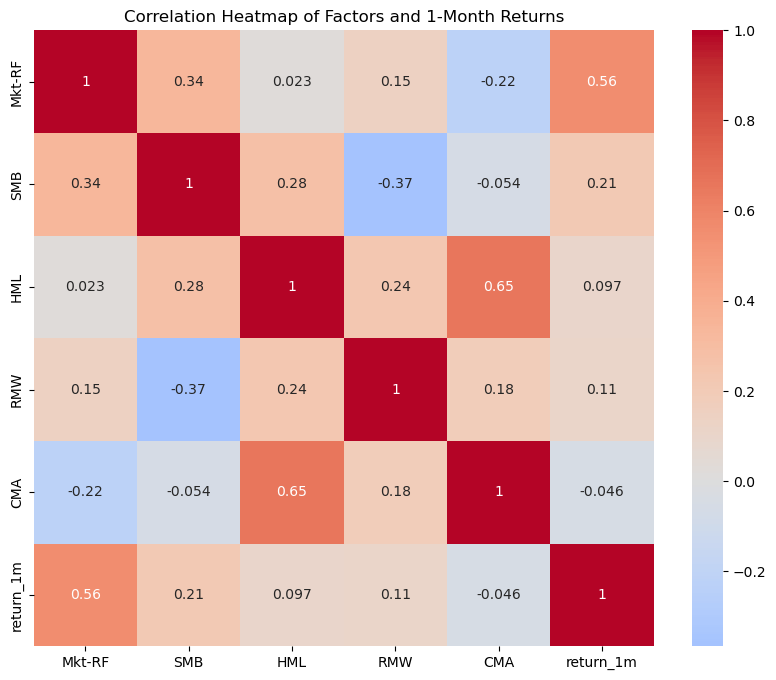 Correlation Heatmap of Factors and 1-Month Returns
Mkt-RF 1 0.34 0.023 0.15 -0.22 0.56
SMB 0.34 1 0.28 -0.37 -0.054 0.21
HML 0.023 0.28 1 0.24 0.65 0.097
RMW 0.15 -0.37 0.24 1 0.18 0.11
CMA -0.22 -0.054 0.65 0.18 1 -0.046
return_1m 0.56 0.21 0.097 0.11 -0.046 1
Mkt-RF SMB HML RMW CMA return_1m
1.0
0.8
0.6
0.4
0.2
0.0
−0.2